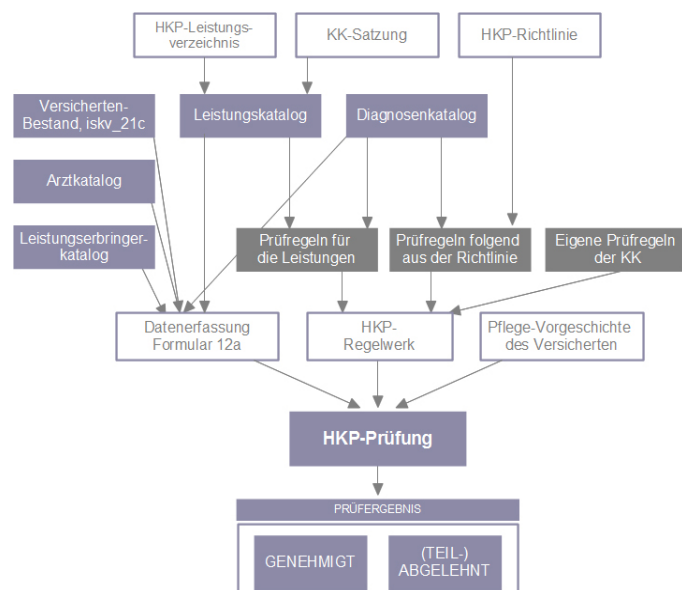 HKP-Leistungs-
verzeichnis
KK-Satzung
HKP-Richtlinie
Versicherten-
Bestand, iskv_21c
Leistungskatalog
Diagnosenkatalog
Arztkatalog
Leistungserbringer-
katalog
Prüfregeln für
die Leistungen
Prüfregeln folgend
aus der Richtlinie
Eigene Prüfregeln
der KK
Datenerfassung
Formular 12a
HKP-
Regelwerk
Pflege-Vorgeschichte
des Versicherten
HKP-Prüfung
PRÜFERGEBNIS
GENEHMIGT
(TEIL-)
ABGELEHNT